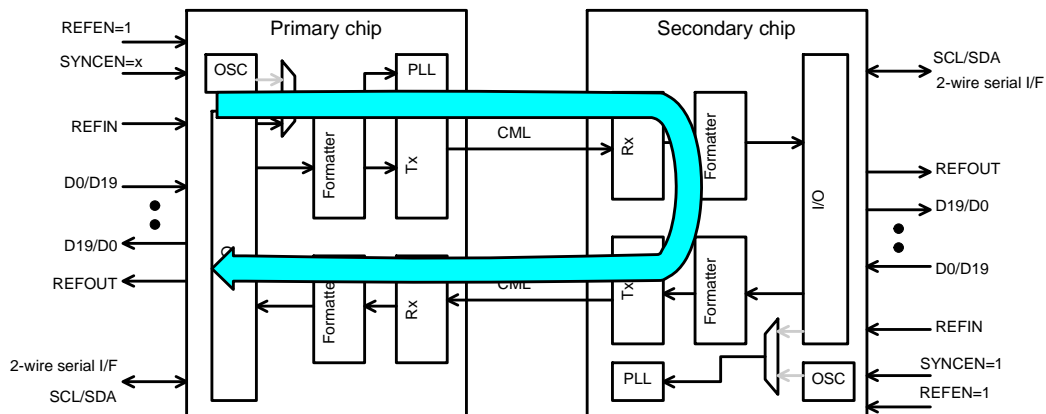 Primary chip
Secondary chip
REFEN=1
SYNCEN=x
REFIN
D0/D19
D19/D0
REFOUT
2-wire serial I/F
SCL/SDA
OSC
PLL
Formatter
Tx
Formatter
Rx
CML
CML
Rx
Formatter
Tx
Formatter
I/O
PLL
OSC
SCL/SDA
2-wire serial I/F
REFOUT
D19/D0
D0/D19
REFIN
SYNCEN=1
REFEN=1